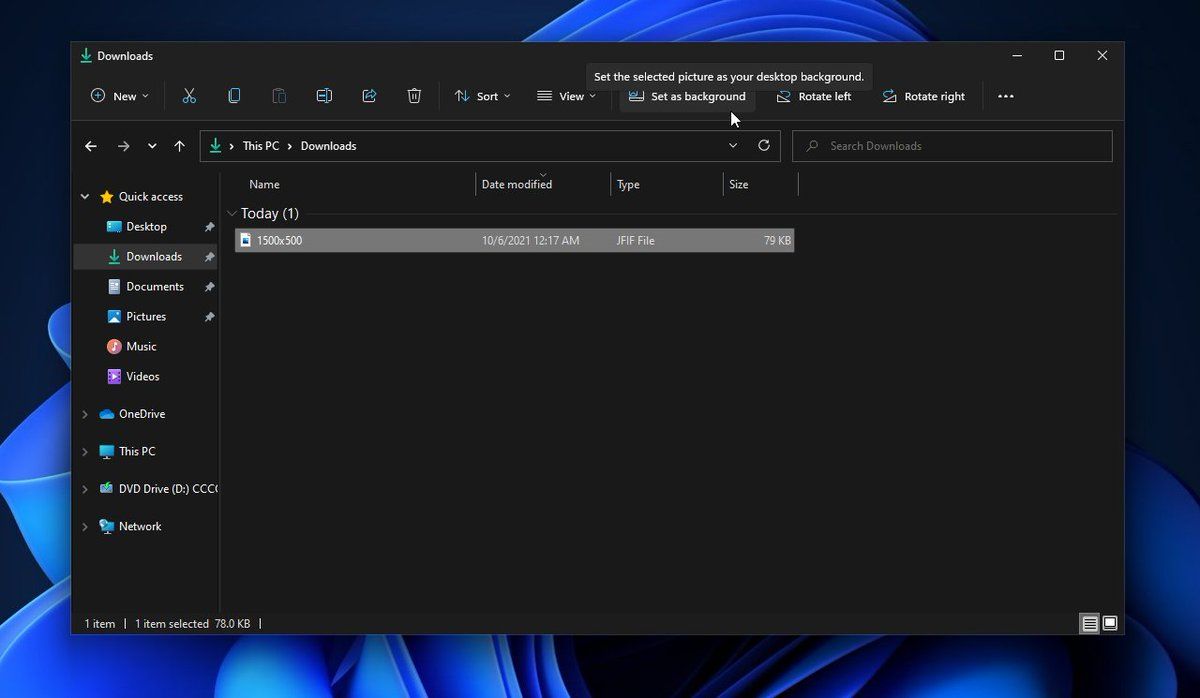 Downloads
Set the selected picture as your desktop background.
New
Sort
View
Set as background
Rotate left
Rotate right
This PC
Downloads
Search Downloads
Name
Date modified
Type
Size
Quick access
Today (1)
Desktop
1500x500
10/6/2021 12:17 AM
JFIF File
79 KB
Downloads
Documents
Pictures
Music
Videos
OneDrive
This PC
DVD Drive (D:) CCC
Network
1 item
1 item selected 78.0 KB